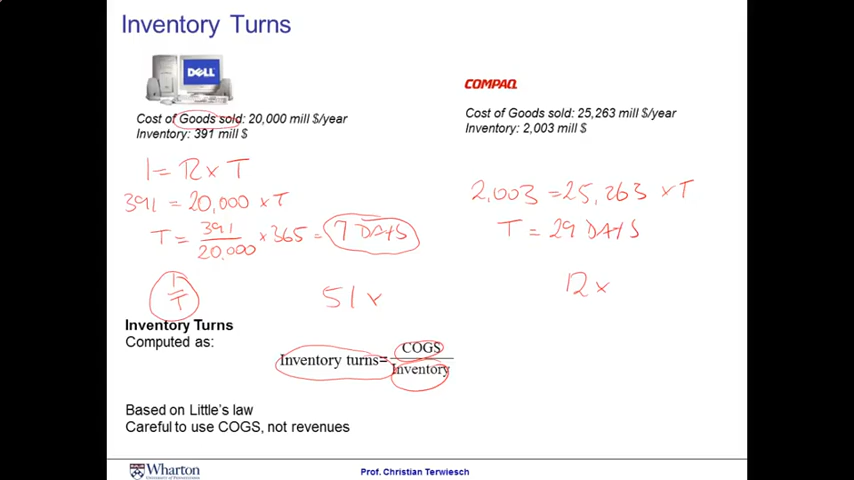 Inventory Turns
DELL
COMPAQ
Cost of Goods sold: 20,000 mill $/year
Inventory: 391 mill $
Cost of Goods sold: 25,263 mill $/year
Inventory: 2,003 mill $
I = R x T
391 = 20,000 x T
T = 391/20,000 x 365 = 7 DAYS
2,003 = 25,263 x T
T = 29 DAYS
1/T
51 x
12 x
Inventory Turns
Computed as:
Inventory turns= COGS/Inventory
Based on Little's law
Careful to use COGS, not revenues
Wharton
Prof. Christian Terwiesch